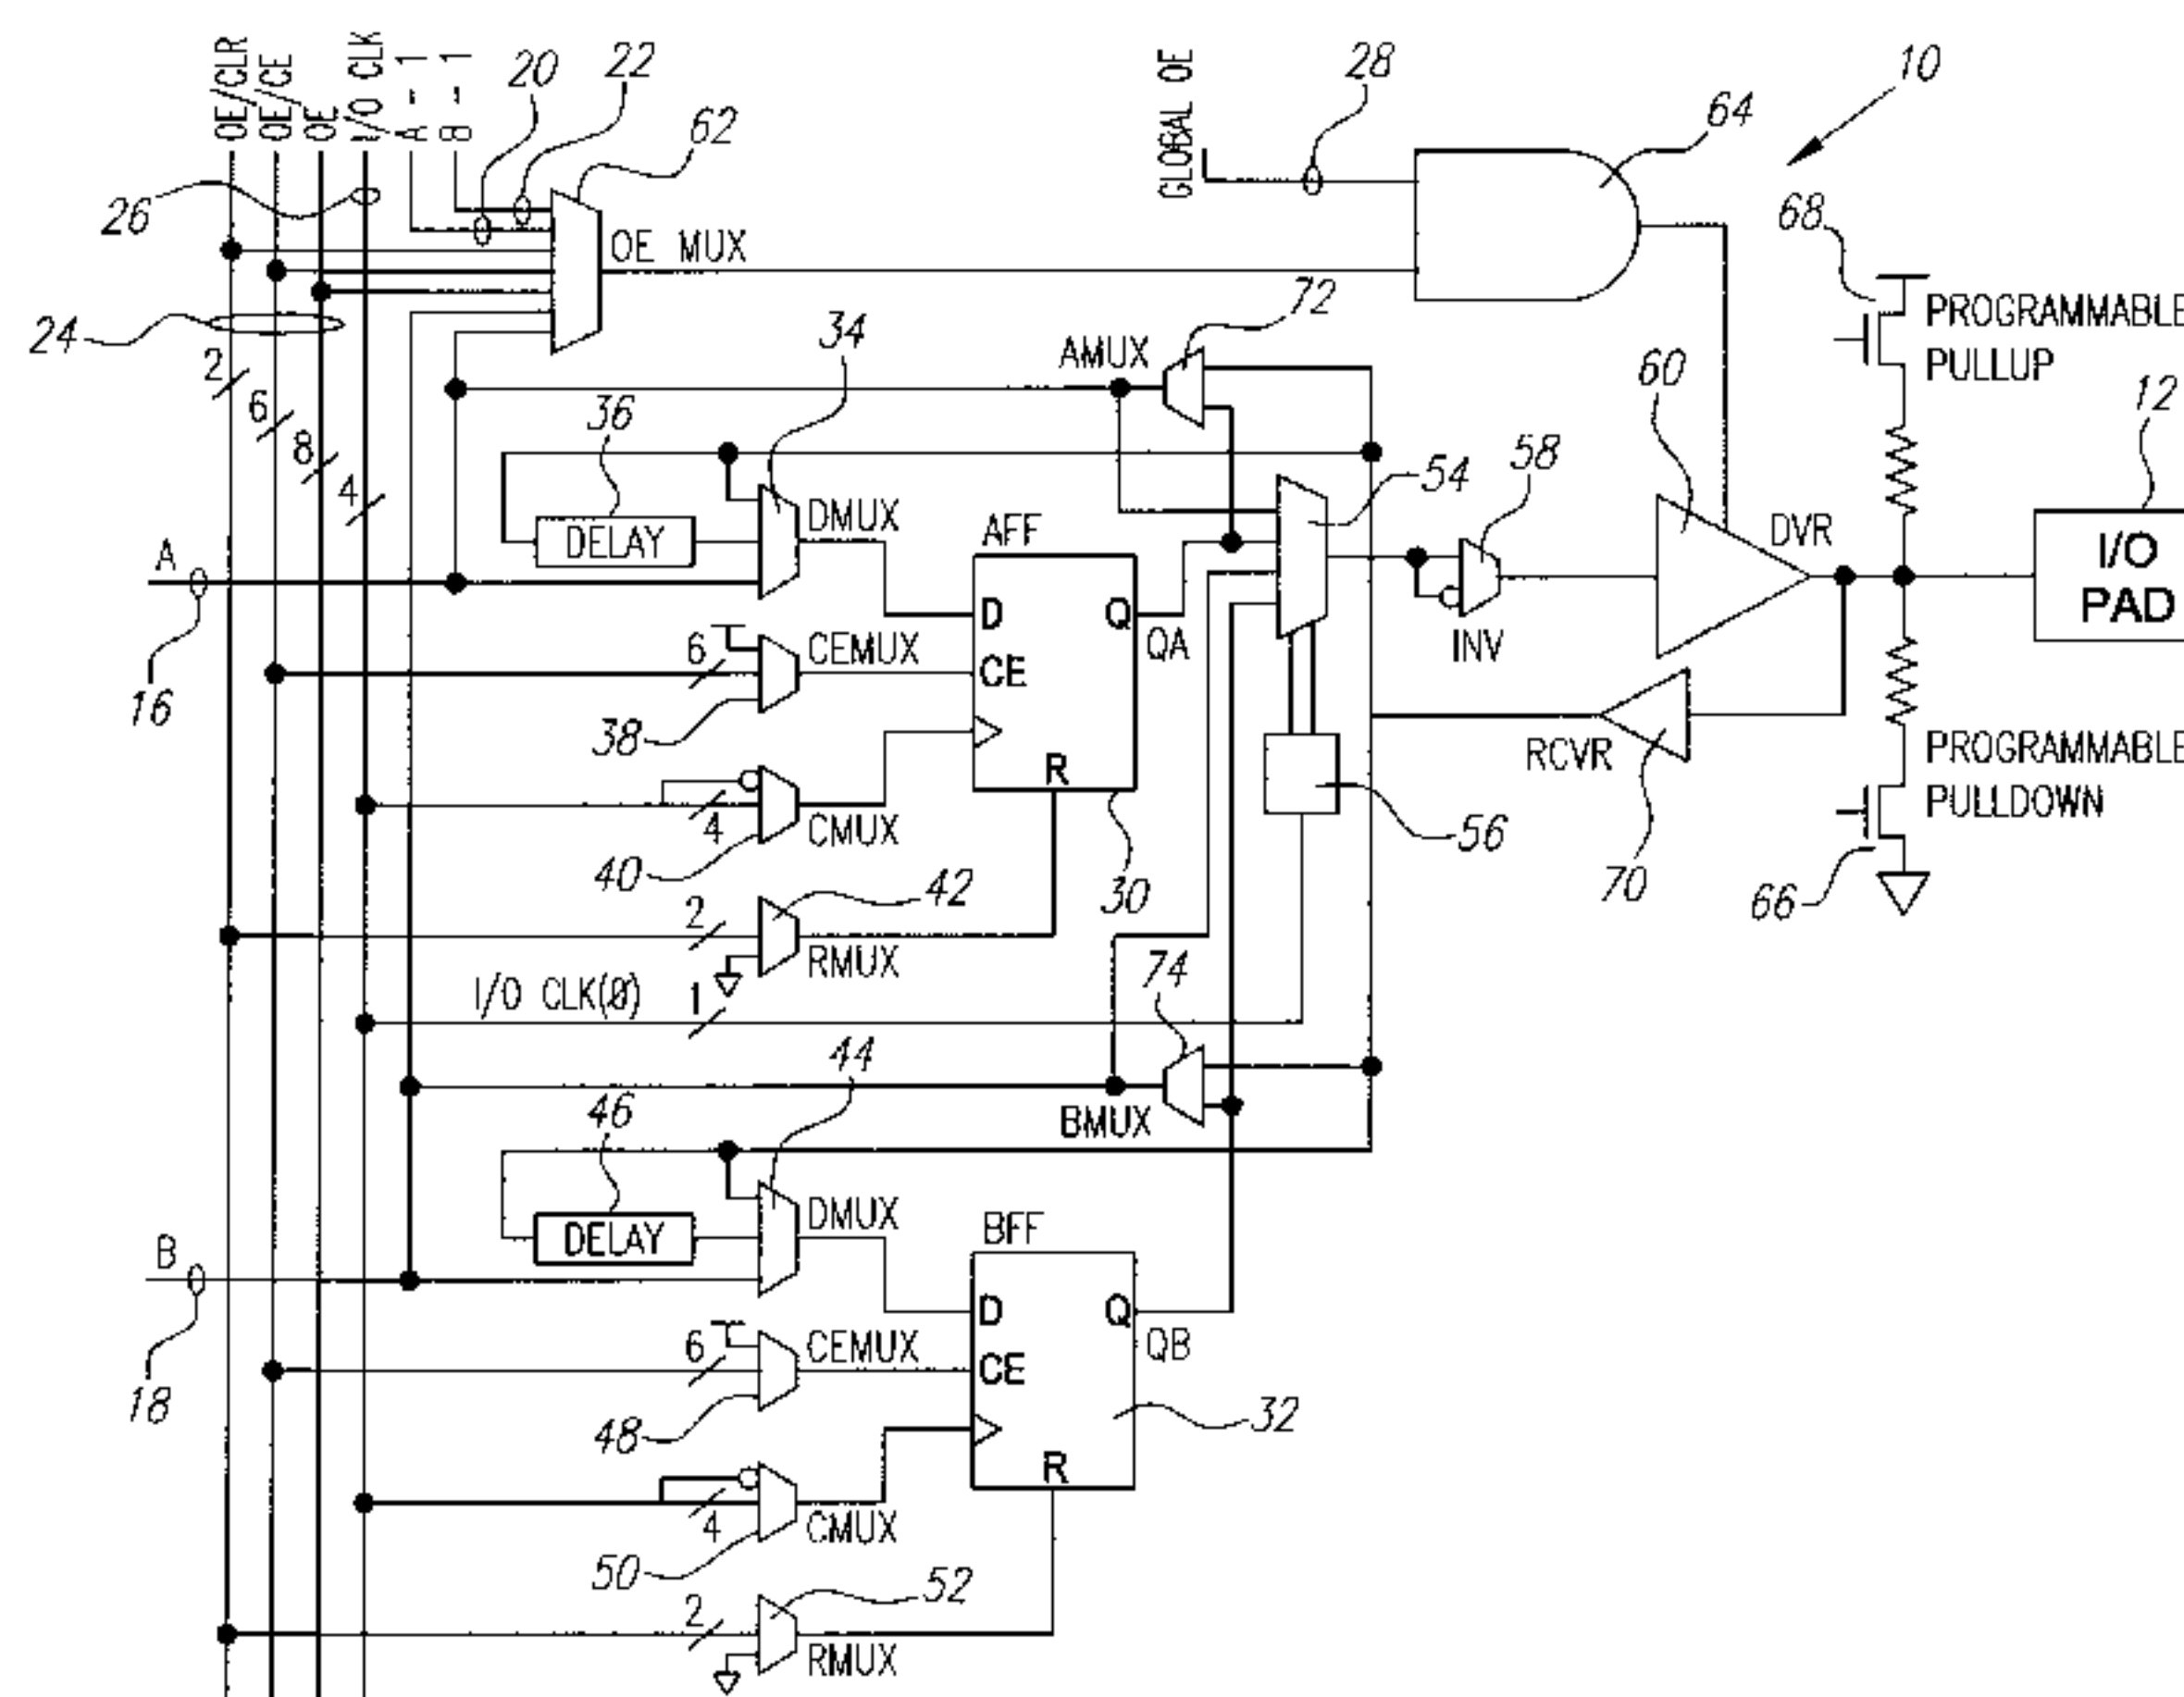 OE/CLR
OE/CE
OE
I/O CLK
A - 1
B - 1
20
22
62
GLOBAL OE
28
64
10
26
OE MUX
68
24
PROGRAMMABLE
PULLUP
72
34
AMUX
2
6
8
4
36
60
12
58
54
DMUX
AFF
DELAY
DVR
I/O
PAD
A
D
Q
QA
INV
CEMUX
6
CE
16
38
RCVR
70
PROGRAMMABLE
PULLDOWN
R
4
CMUX
56
40
30
66
42
2
RMUX
I/O CLK(0)
1
74
44
46
BMUX
DMUX
BFF
DELAY
B
D
Q
QB
CEMUX
6
CE
18
48
32
R
4
CMUX
50
52
2
RMUX